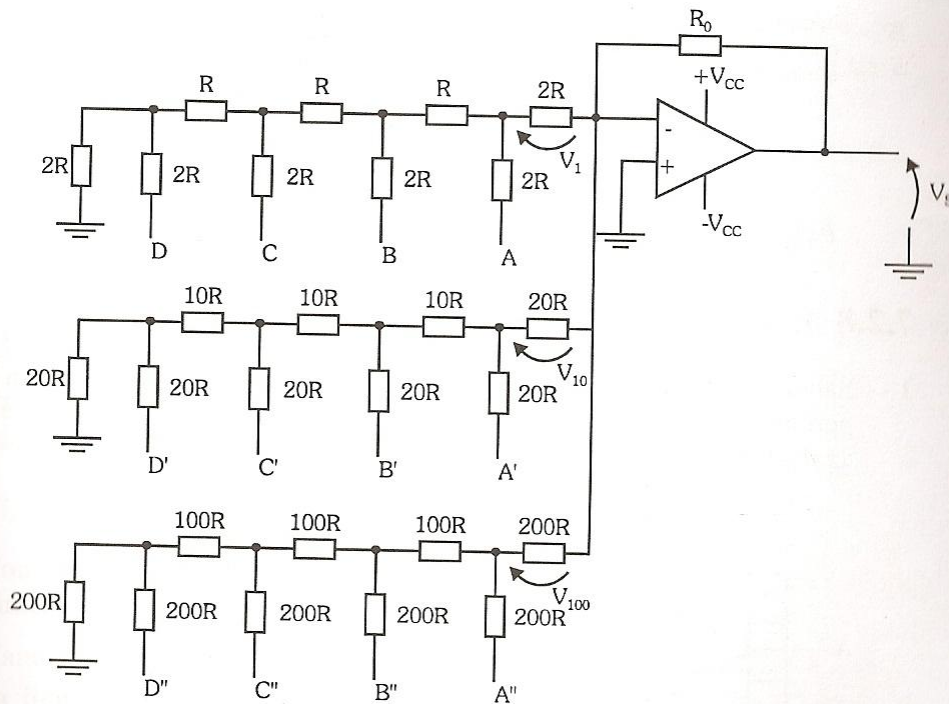 R₀
+V_CC
R R R 2R
-
V₁
+
2R 2R 2R 2R 2R
-V_CC
D C B A
10R 10R 10R 20R
V₁₀
20R 20R 20R 20R 20R
D' C' B' A'
100R 100R 100R 200R
V₁₀₀
200R 200R 200R 200R 200R
D" C" B" A"